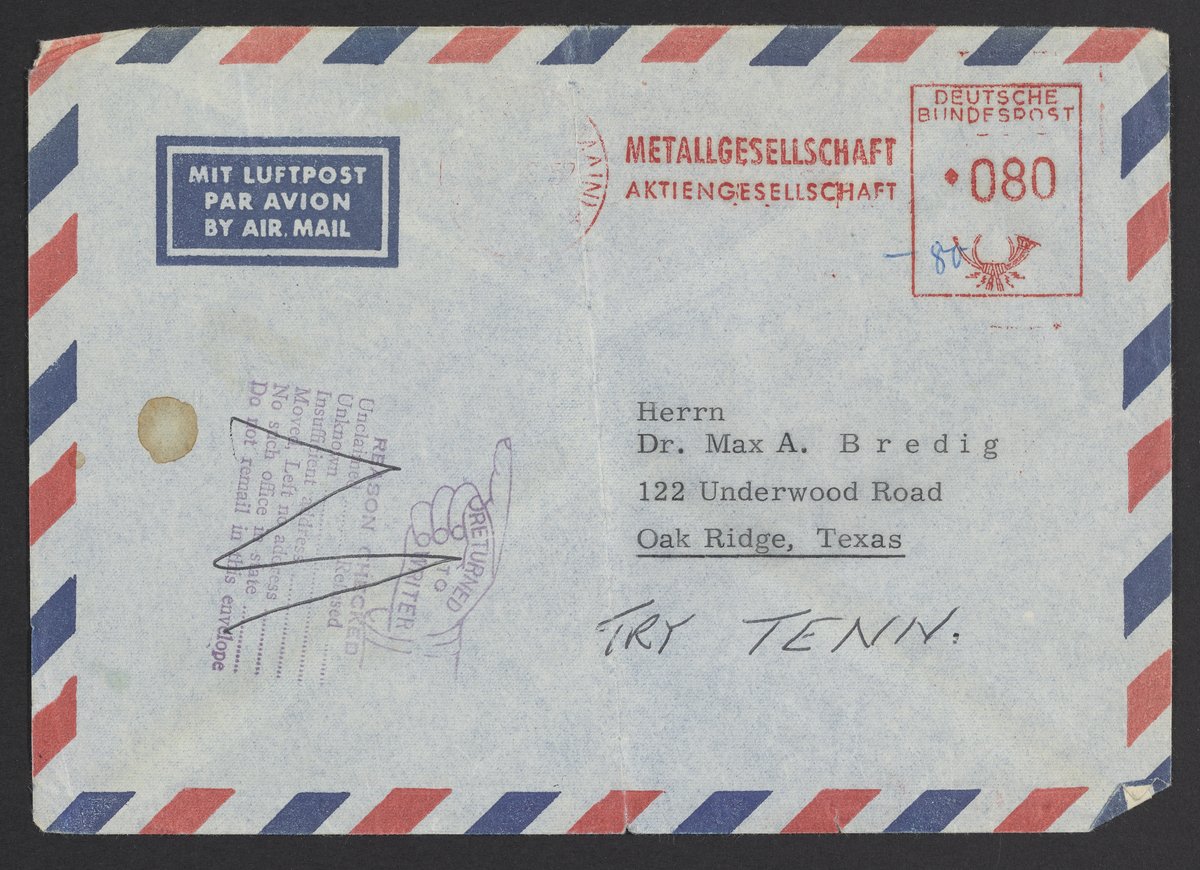 MIT LUFTPOST
PAR AVION
BY AIR MAIL
MAIN)
METALLGESELLSCHAFT
AKTIENGESELLSCHAFT
DEUTSCHE
BUNDESPOST
080
- 80
Herrn
Dr. Max A. Bredig
122 Underwood Road
Oak Ridge, Texas
TRY TENN.
RETURNED
TO
WRITER
REASON CHECKED
Unclaimed Refused
Unknown
Insufficient address
Moved, Left no address
No such office in state
Do not remail in this envelope